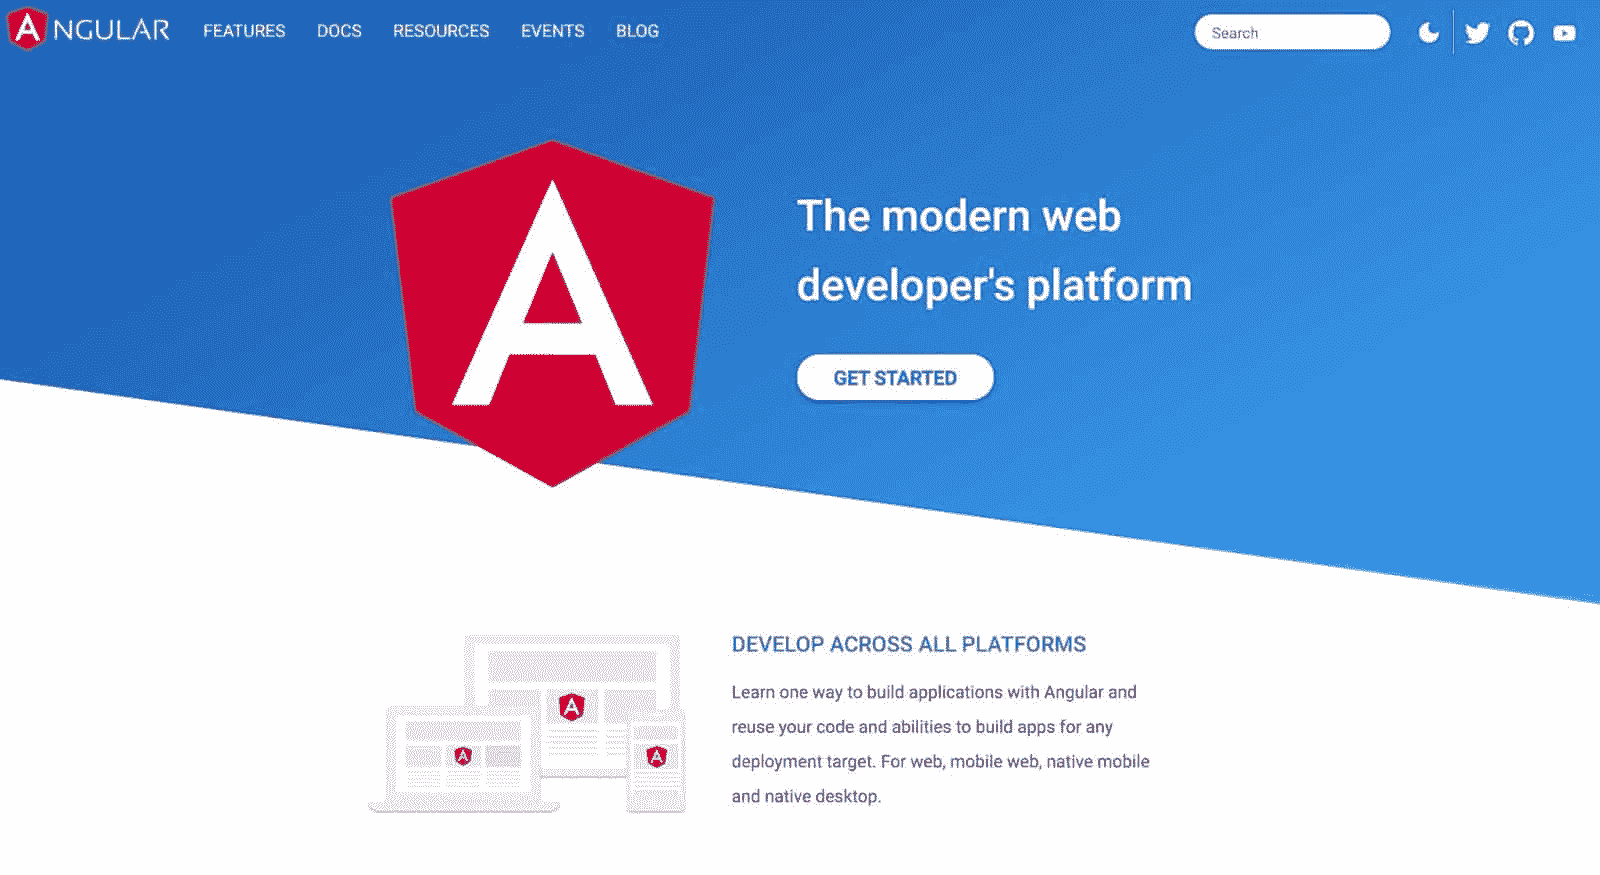 ANGULAR FEATURES DOCS RESOURCES EVENTS BLOG Search
The modern web
developer's platform
GET STARTED
DEVELOP ACROSS ALL PLATFORMS
Learn one way to build applications with Angular and
reuse your code and abilities to build apps for any
deployment target. For web, mobile web, native mobile
and native desktop.